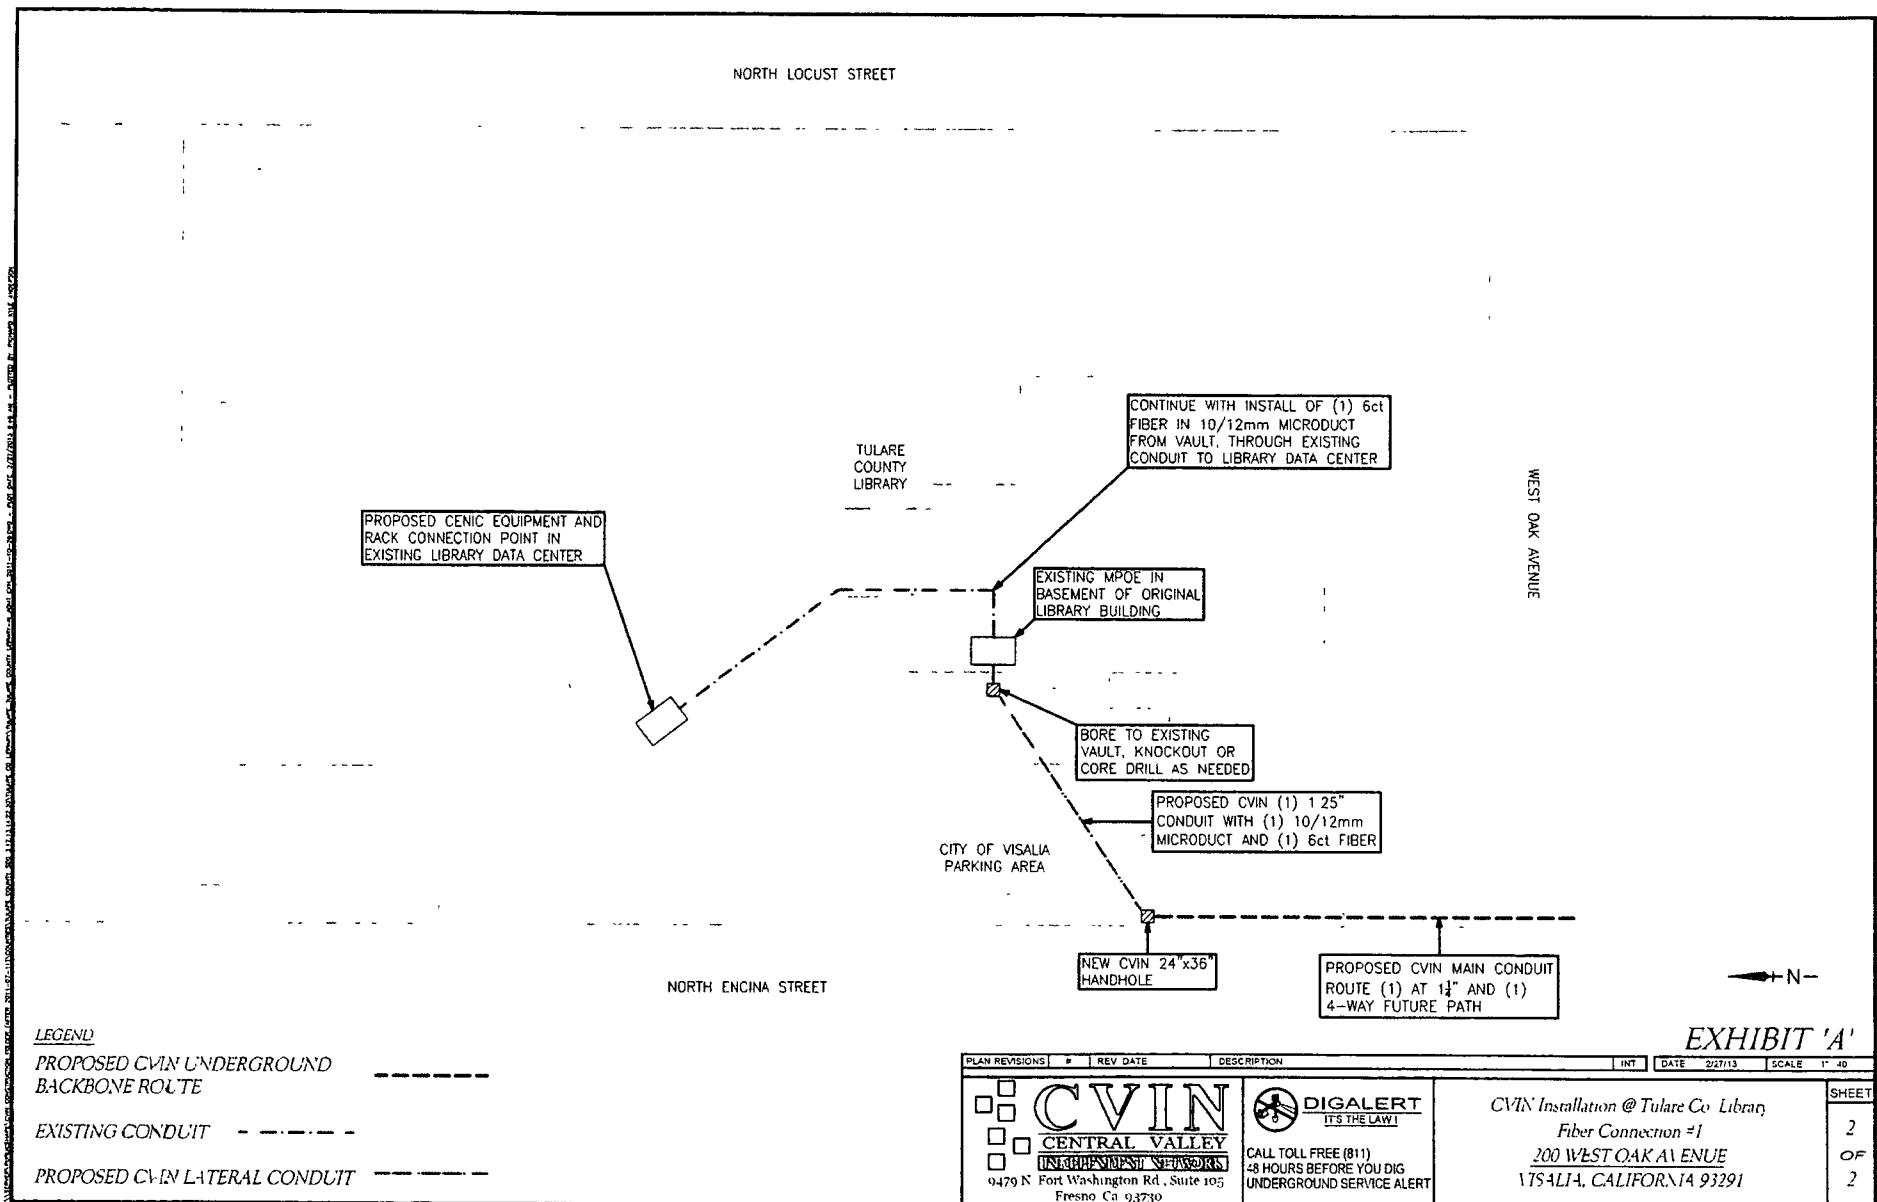 NORTH LOCUST STREET
CONTINUE WITH INSTALL OF (1) 6ct
FIBER IN 10/12mm MICRODUCT
FROM VAULT, THROUGH EXISTING
CONDUIT TO LIBRARY DATA CENTER
TULARE
COUNTY
LIBRARY
WEST OAK AVENUE
PROPOSED CENIC EQUIPMENT AND
RACK CONNECTION POINT IN
EXISTING LIBRARY DATA CENTER
EXISTING MPOE IN
BASEMENT OF ORIGINAL
LIBRARY BUILDING
BORE TO EXISTING
VAULT, KNOCKOUT OR
CORE DRILL AS NEEDED
PROPOSED CVIN (1) 1 25"
CONDUIT WITH (1) 10/12mm
MICRODUCT AND (1) 6ct FIBER
CITY OF VISALIA
PARKING AREA
NEW CVIN 24"x36"
HANDHOLE
PROPOSED CVIN MAIN CONDUIT
ROUTE (1) AT 1¼" AND (1)
4-WAY FUTURE PATH
NORTH ENCINA STREET
N
LEGEND
PROPOSED CVIN UNDERGROUND
BACKBONE ROUTE
EXISTING CONDUIT
PROPOSED CVIN LATERAL CONDUIT
EXHIBIT 'A'
PLAN REVISIONS # REV DATE DESCRIPTION INT DATE 2/27/13 SCALE 1" 40
CVIN
CENTRAL VALLEY
INDEPENDENT NETWORK
9479 N Fort Washington Rd, Suite 105
Fresno Ca 93730
DIGALERT
IT'S THE LAW!
CALL TOLL FREE (811)
48 HOURS BEFORE YOU DIG
UNDERGROUND SERVICE ALERT
CVIN Installation @ Tulare Co Library
Fiber Connection #1
200 WEST OAK AVENUE
VISALIA, CALIFORNIA 93291
SHEET
2
OF
2